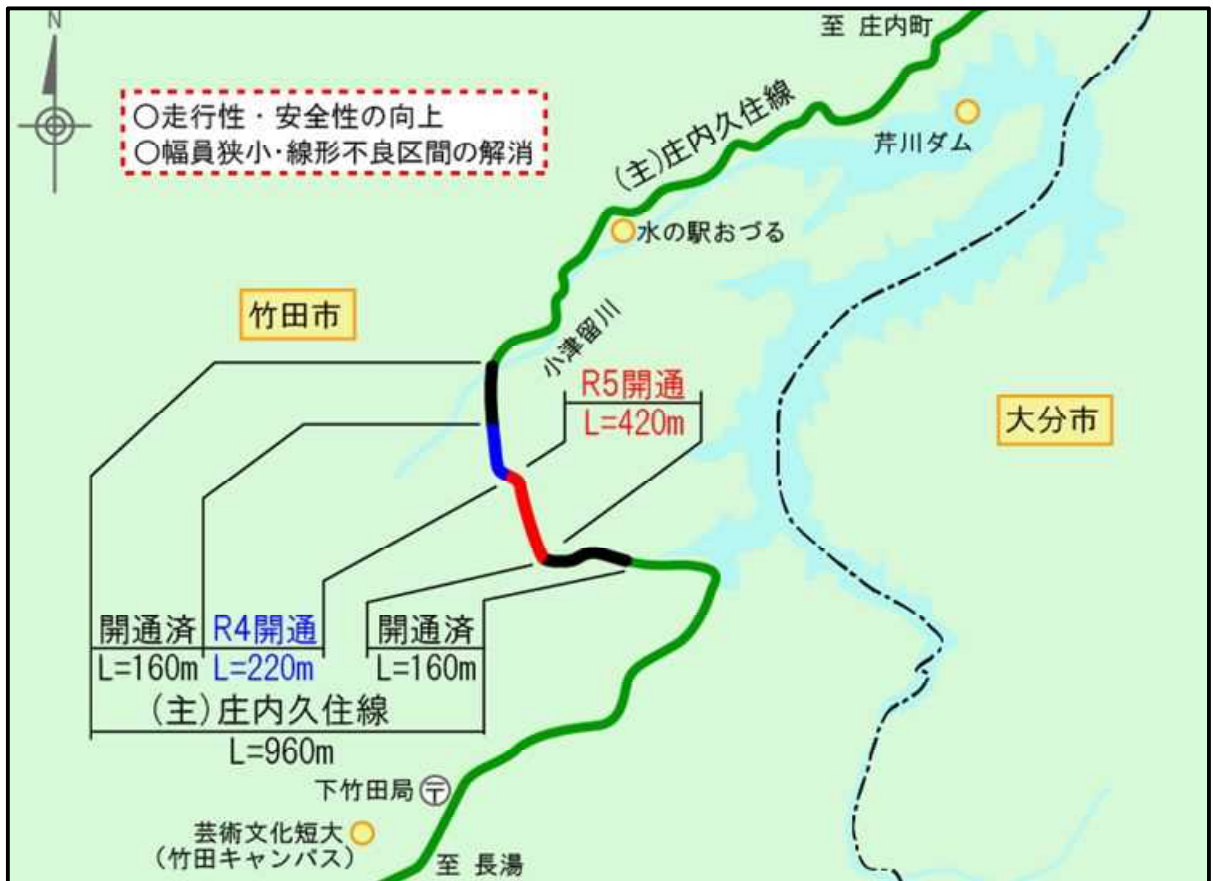 N
至 庄内町
○走行性・安全性の向上
○幅員狭小・線形不良区間の解消
(主)庄内久住線
芹川ダム
水の駅おづる
竹田市
小津留川
R5開通
L=420m
大分市
開通済
L=160m
R4開通
L=220m
開通済
L=160m
(主)庄内久住線
L=960m
下竹田局
〒
芸術文化短大
(竹田キャンパス)
至 長湯